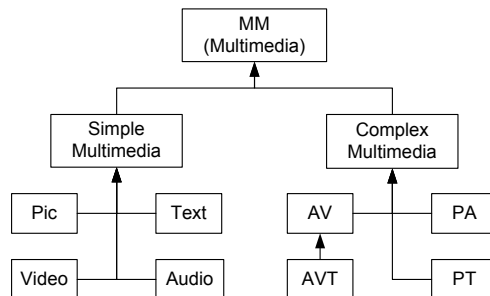 MM
(Multimedia)
Simple
Multimedia
Complex
Multimedia
Pic
Text
AV
PA
Video
Audio
AVT
PT